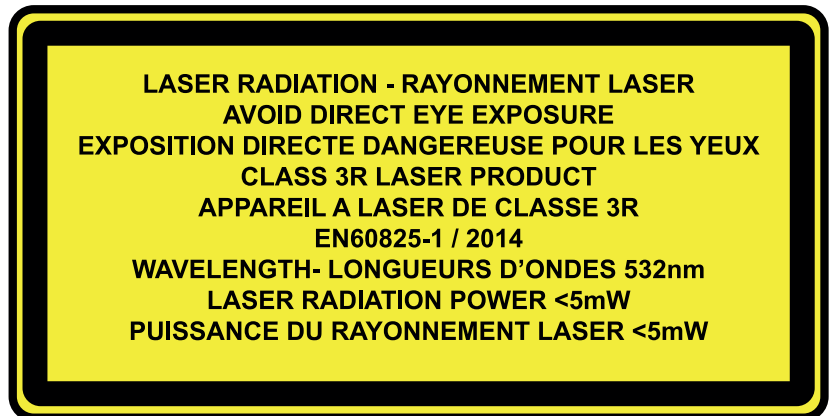 LASER RADIATION - RAYONNEMENT LASER
AVOID DIRECT EYE EXPOSURE
EXPOSITION DIRECTE DANGEREUSE POUR LES YEUX
CLASS 3R LASER PRODUCT
APPAREIL A LASER DE CLASSE 3R
EN60825-1 / 2014
WAVELENGTH- LONGUEURS D’ONDES 532nm
LASER RADIATION POWER <5mW
PUISSANCE DU RAYONNEMENT LASER <5mW